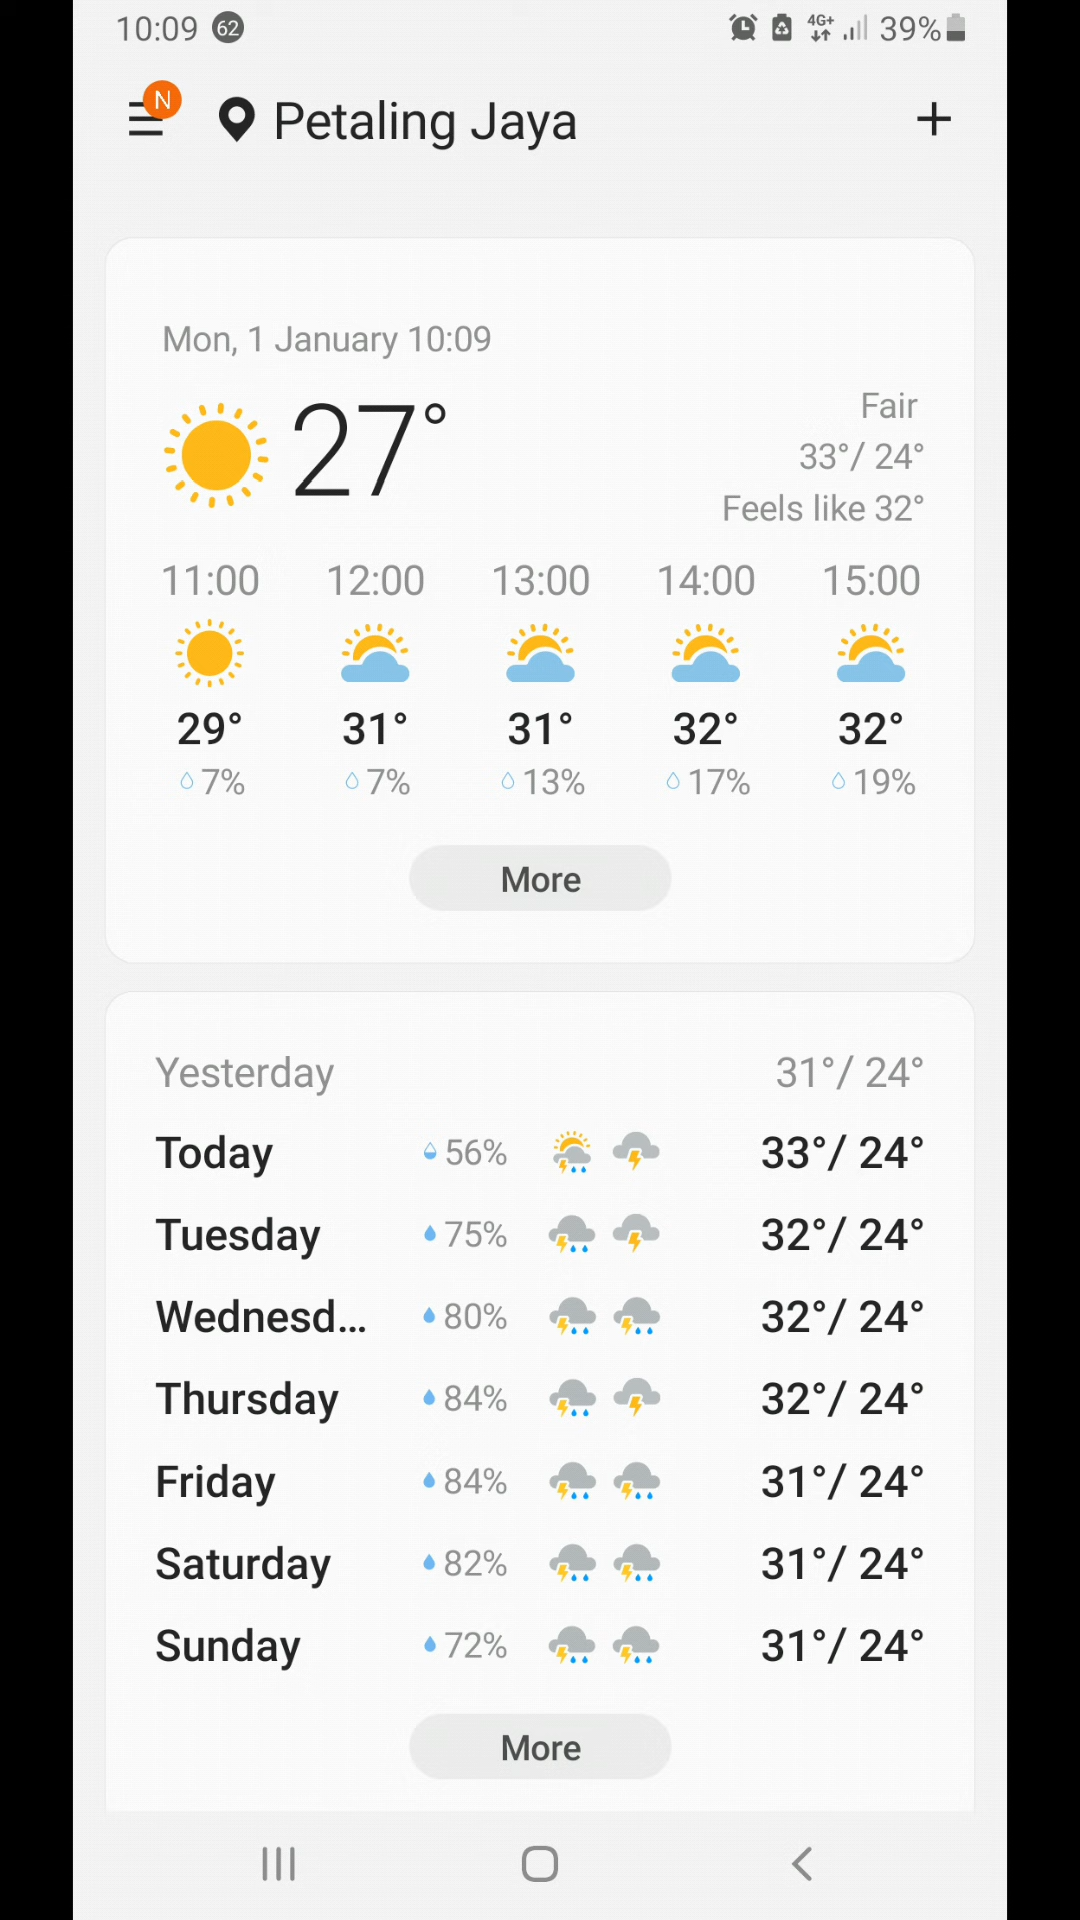 10:09 62 4G+ 39%
N
Petaling Jaya
Mon, 1 January 10:09
27°
Fair
33°/ 24°
Feels like 32°
11:00 12:00 13:00 14:00 15:00
29° 31° 31° 32° 32°
7% 7% 13% 17% 19%
More
Yesterday 31°/ 24°
Today 56% 33°/ 24°
Tuesday 75% 32°/ 24°
Wednesd... 80% 32°/ 24°
Thursday 84% 32°/ 24°
Friday 84% 31°/ 24°
Saturday 82% 31°/ 24°
Sunday 72% 31°/ 24°
More